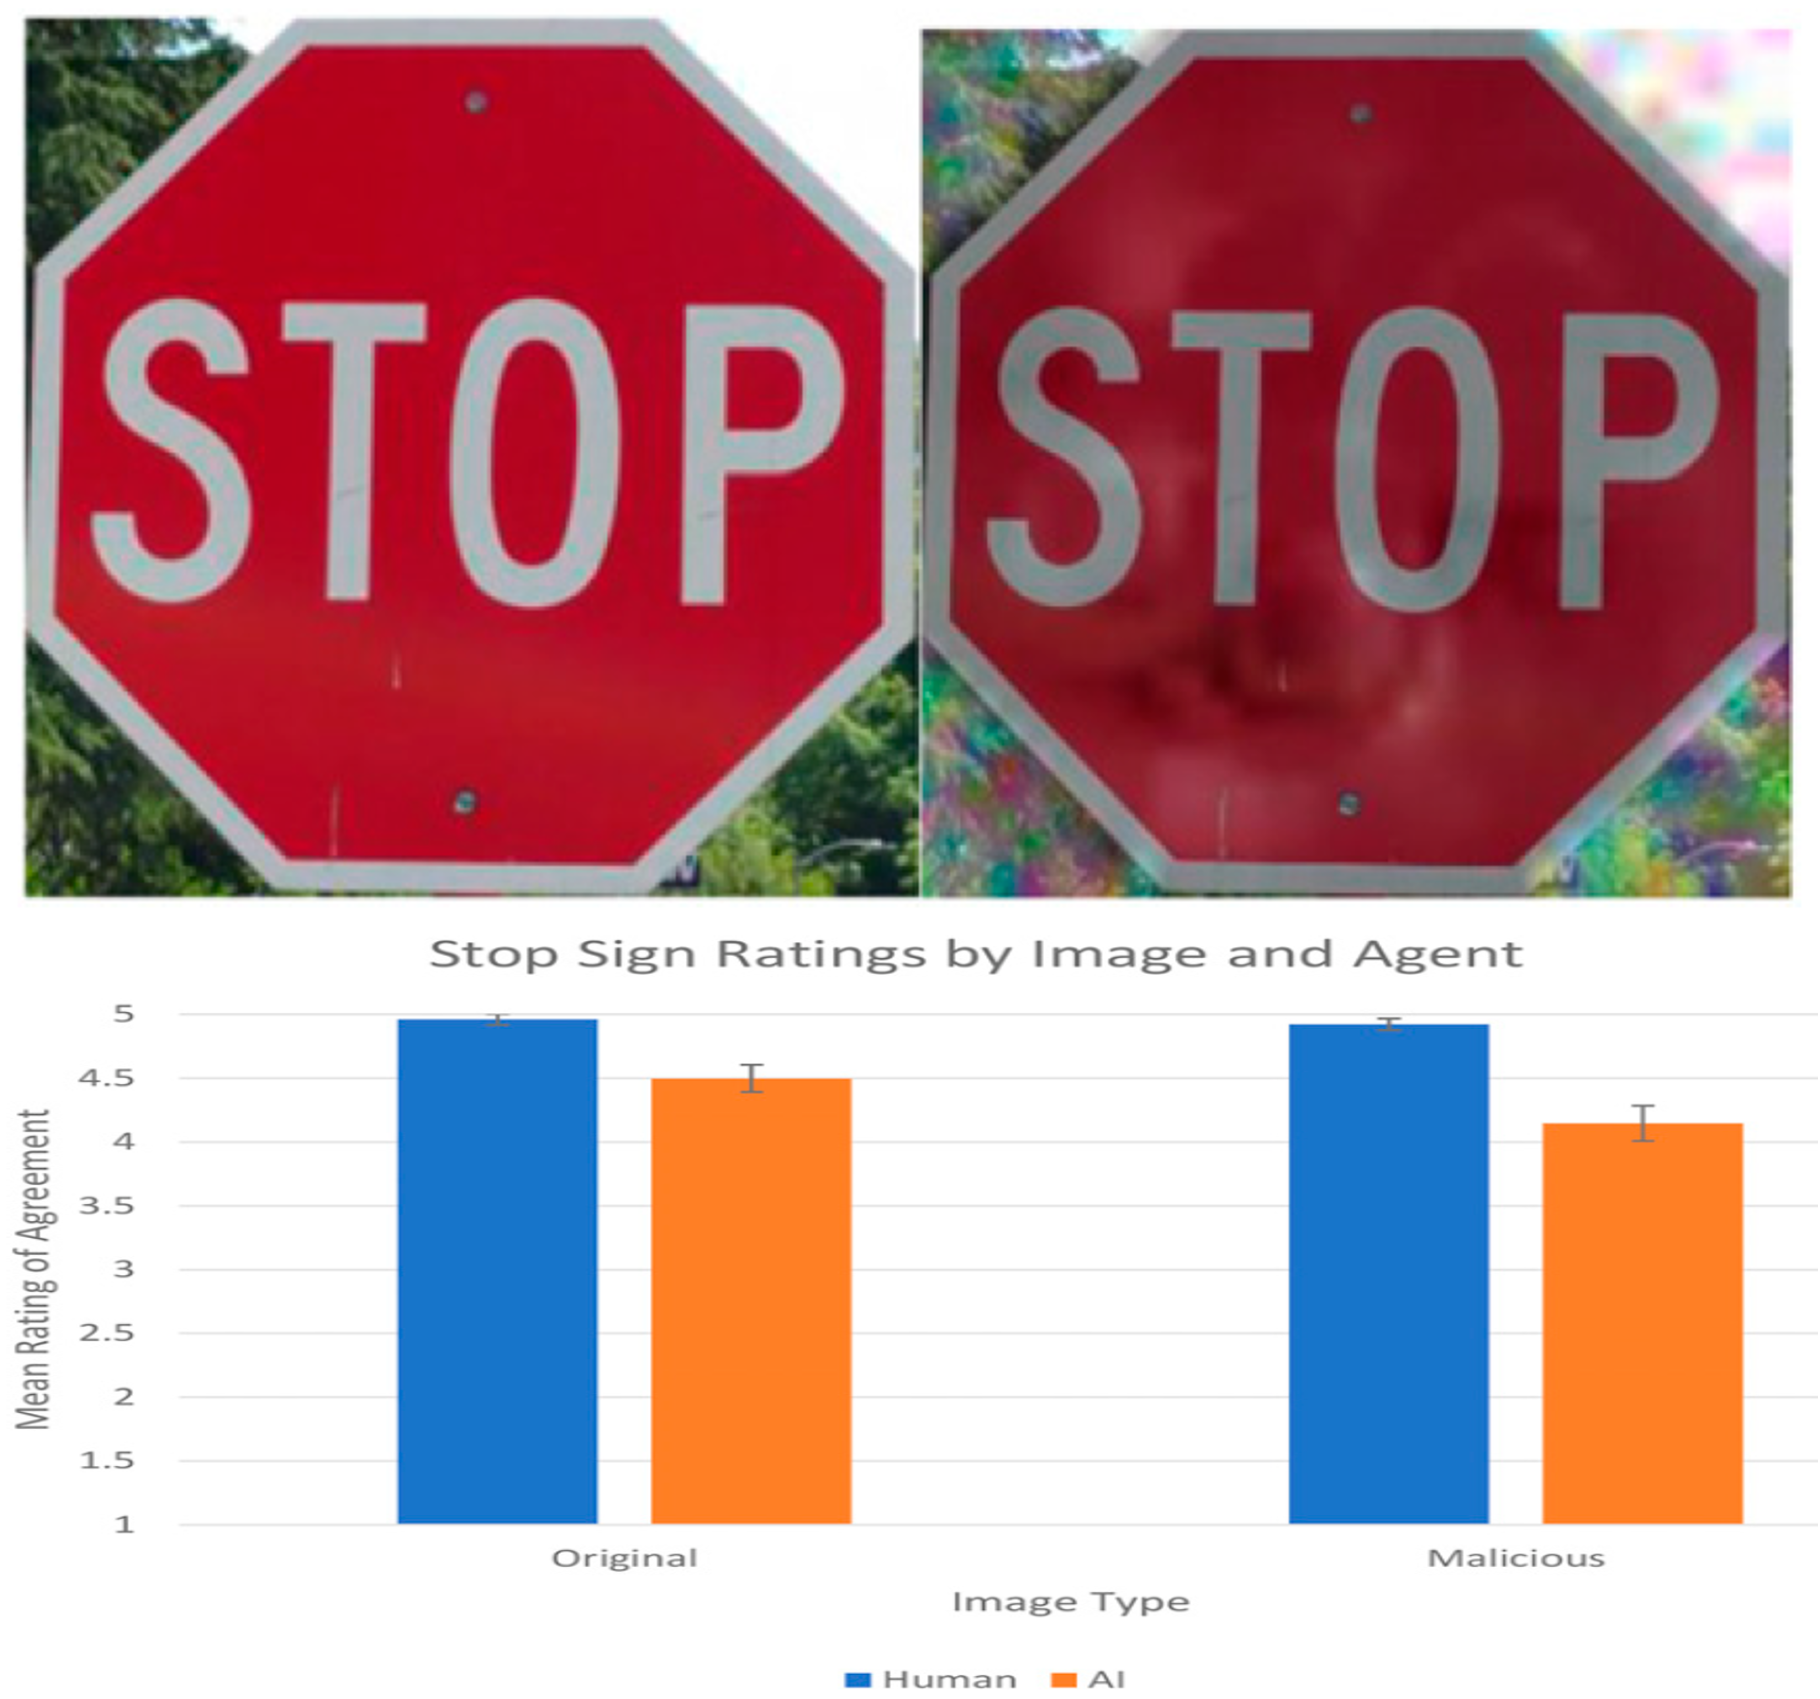 STOP STOP
Stop Sign Ratings by Image and Agent
Mean Rating of Agreement
5
4.5
4
3.5
3
2.5
2
1.5
1
Original Malicious
Image Type
Human AI